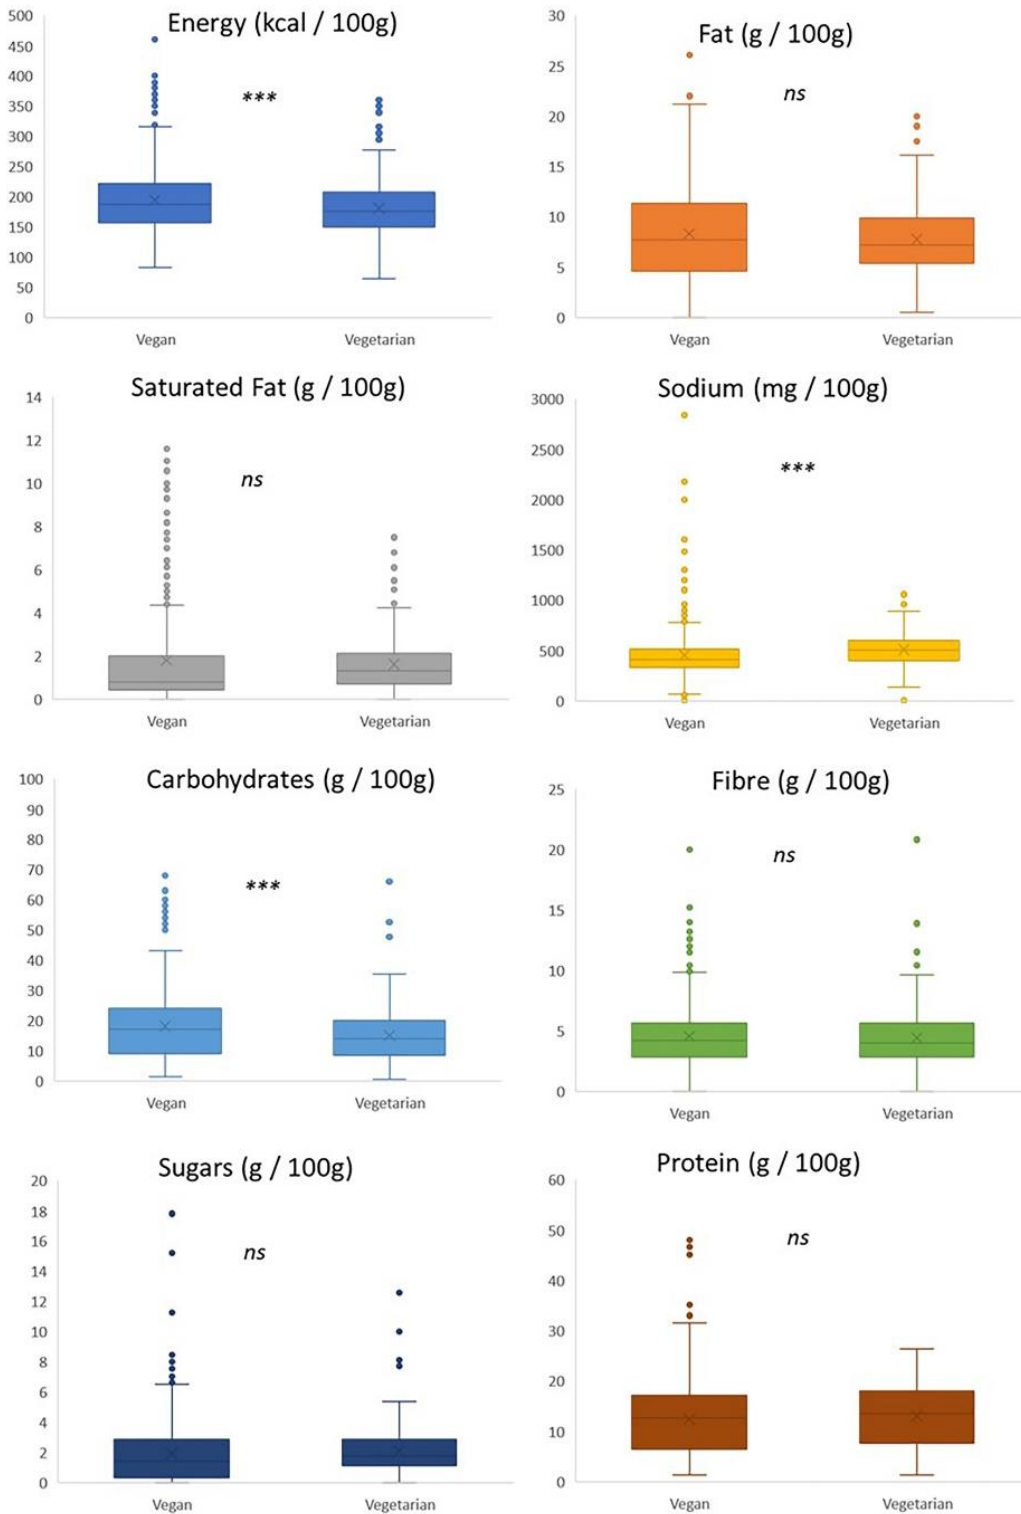 Energy (kcal / 100g)
500
450
400
350
300
250
200
150
100
50
0
***
Vegan
Vegetarian
Fat (g / 100g)
30
25
20
15
10
5
0
ns
Vegan
Vegetarian
Saturated Fat (g / 100g)
14
12
10
8
6
4
2
0
ns
Vegan
Vegetarian
Sodium (mg / 100g)
3000
2500
2000
1500
1000
500
0
***
Vegan
Vegetarian
Carbohydrates (g / 100g)
100
90
80
70
60
50
40
30
20
10
0
***
Vegan
Vegetarian
Fibre (g / 100g)
25
20
15
10
5
0
ns
Vegan
Vegetarian
Sugars (g / 100g)
20
18
16
14
12
10
8
6
4
2
0
ns
Vegan
Vegetarian
Protein (g / 100g)
60
50
40
30
20
10
0
ns
Vegan
Vegetarian